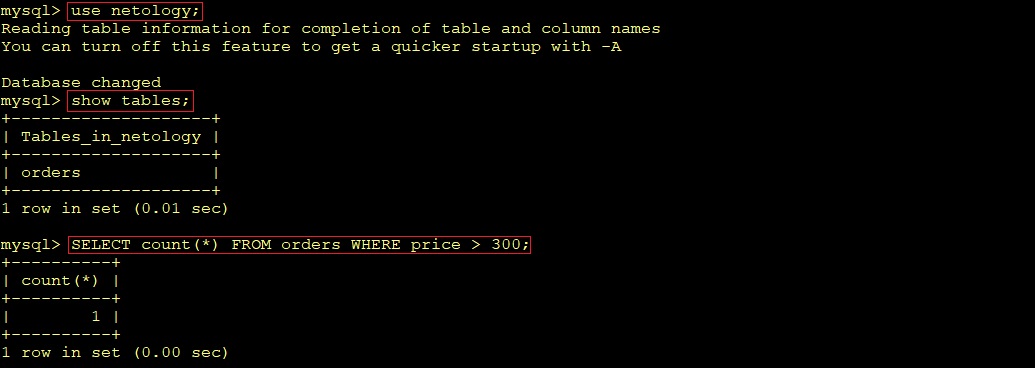 mysql> use netology;
Reading table information for completion of table and column names
You can turn off this feature to get a quicker startup with -A
Database changed
mysql> show tables;
+--------------------+
| Tables_in_netology |
+--------------------+
| orders             |
+--------------------+
1 row in set (0.01 sec)
mysql> SELECT count(*) FROM orders WHERE price > 300;
+----------+
| count(*) |
+----------+
|        1 |
+----------+
1 row in set (0.00 sec)